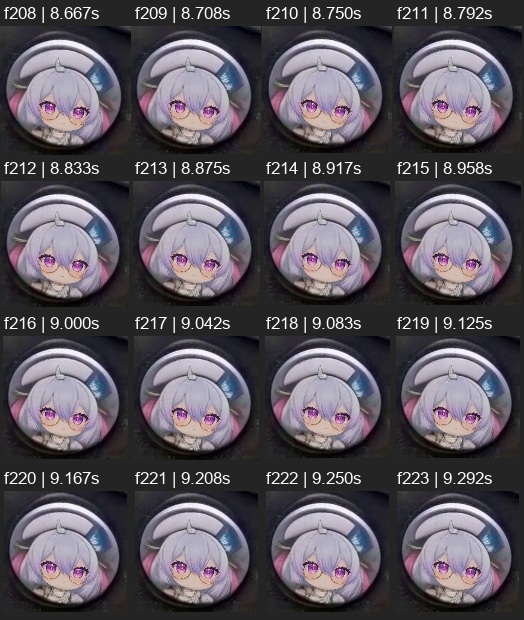 f208 | 8.667s f209 | 8.708s f210 | 8.750s f211 | 8.792s
f212 | 8.833s f213 | 8.875s f214 | 8.917s f215 | 8.958s
f216 | 9.000s f217 | 9.042s f218 | 9.083s f219 | 9.125s
f220 | 9.167s f221 | 9.208s f222 | 9.250s f223 | 9.292s